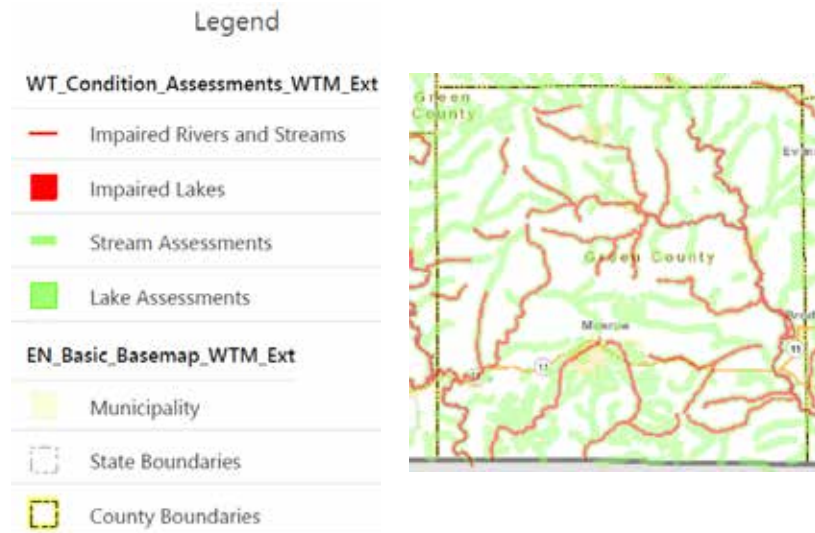 Legend
WT_Condition_Assessments_WTM_Ext
Impaired Rivers and Streams
Impaired Lakes
Stream Assessments
Lake Assessments
EN_Basic_Basemap_WTM_Ext
Municipality
State Boundaries
County Boundaries
Green
County
Green County
Monroe
11
11